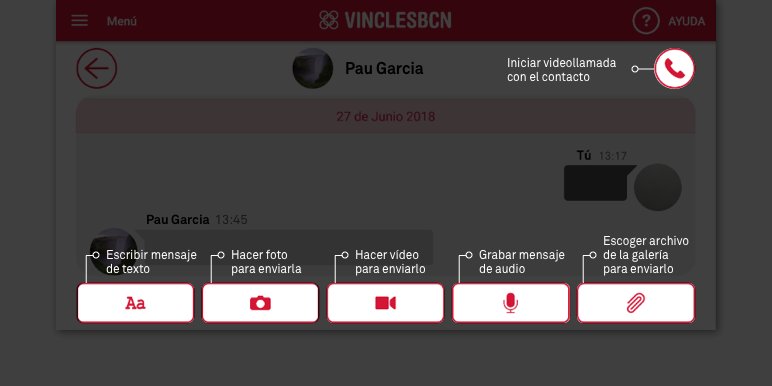 Menú
VINCLESBCN
? AYUDA
Pau Garcia
Iniciar videollamada
con el contacto
27 de Junio 2018
Tú 13:17
Pau Garcia 13:45
Escribir mensaje
de texto
Hacer foto
para enviarla
Hacer vídeo
para enviarlo
Grabar mensaje
de audio
Escoger archivo
de la galería
para enviarlo
Aa